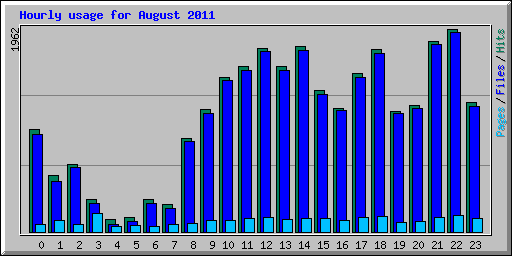 Hourly usage for August 2011
1962
Pages / Files / Hits
0 1 2 3 4 5 6 7 8 9 10 11 12 13 14 15 16 17 18 19 20 21 22 23